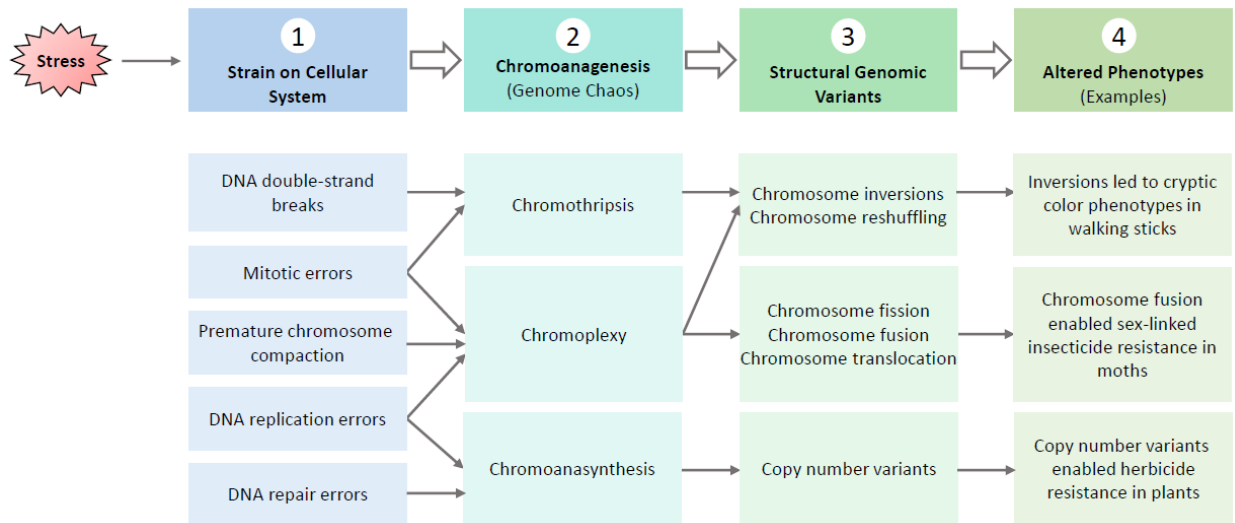 Stress
1
Strain on Cellular
System
2
Chromoanagenesis
(Genome Chaos)
3
Structural Genomic
Variants
4
Altered Phenotypes
(Examples)
DNA double-strand
breaks
Mitotic errors
Premature chromosome
compaction
DNA replication errors
DNA repair errors
Chromothripsis
Chromoplexy
Chromoanasynthesis
Chromosome inversions
Chromosome reshuffling
Chromosome fission
Chromosome fusion
Chromosome translocation
Copy number variants
Inversions led to cryptic
color phenotypes in
walking sticks
Chromosome fusion
enabled sex-linked
insecticide resistance in
moths
Copy number variants
enabled herbicide
resistance in plants